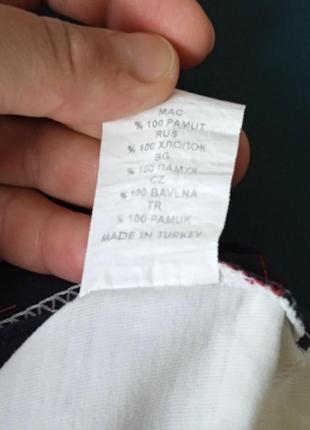 MAC
% 100 PAMUT
RUS
% 100 ХЛОПОК
BG
% 100 ПАМУК
CZ
% 100 BAVLNA
TR
% 100 PAMUK
MADE IN TURKEY